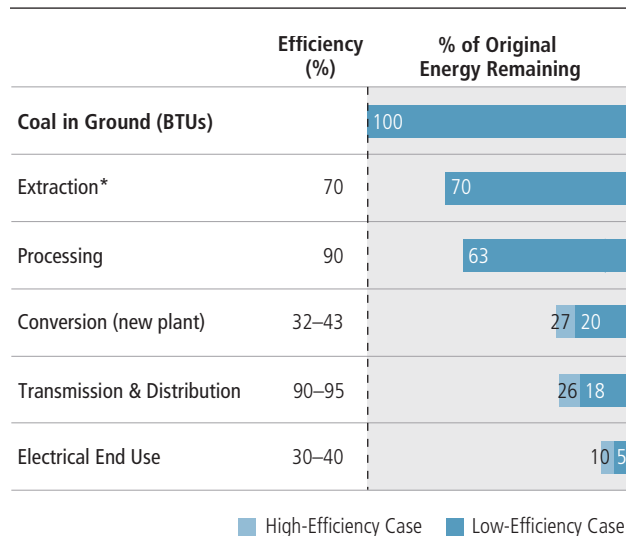 Efficiency (%) % of Original Energy Remaining
Coal in Ground (BTUs) 100
Extraction* 70 70
Processing 90 63
Conversion (new plant) 32–43 27 20
Transmission & Distribution 90–95 26 18
Electrical End Use 30–40 10 5
High-Efficiency Case Low-Efficiency Case